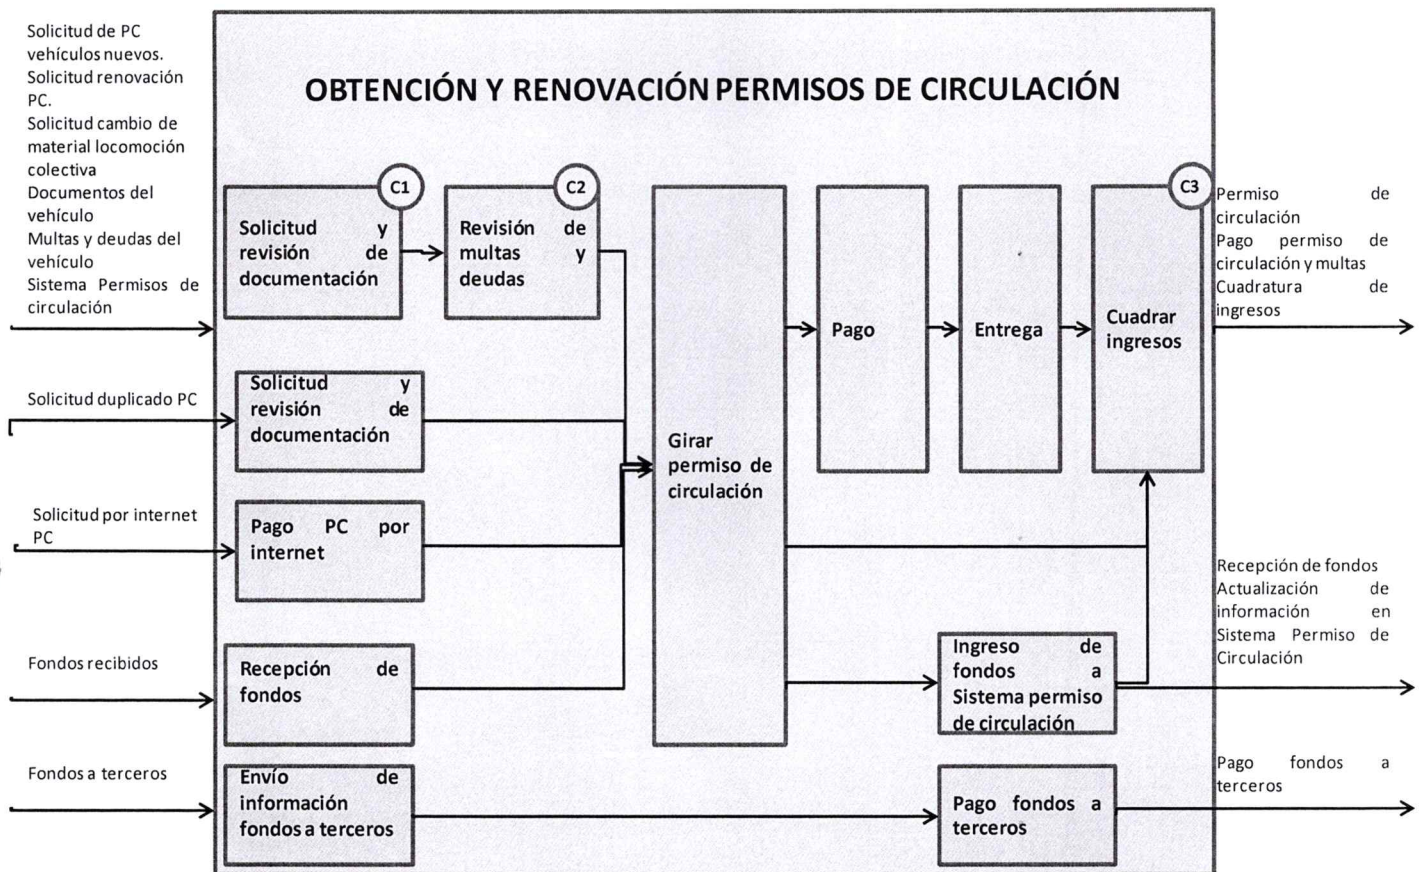 Solicitud de PC
vehículos nuevos.
Solicitud renovación
PC.
Solicitud cambio de
material locomoción
colectiva
Documentos del
vehículo
Multas y deudas del
vehículo
Sistema Permisos de
circulación
Solicitud duplicado PC
Solicitud por internet
PC
Fondos recibidos
Fondos a terceros
OBTENCIÓN Y RENOVACIÓN PERMISOS DE CIRCULACIÓN
C1
Solicitud y
revisión de
documentación
C2
Revisión de
multas y
deudas
Solicitud y
revisión de
documentación
Pago PC por
internet
Recepción de
fondos
Envío de
información
fondos a terceros
Girar
permiso de
circulación
Pago
Entrega
C3
Cuadrar
ingresos
Ingreso de
fondos a
Sistema permiso
de circulación
Pago fondos a
terceros
Permiso de
circulación
Pago permiso de
circulación y multas
Cuadratura de
ingresos
Recepción de fondos
Actualización de
información en
Sistema Permiso de
Circulación
Pago fondos a
terceros